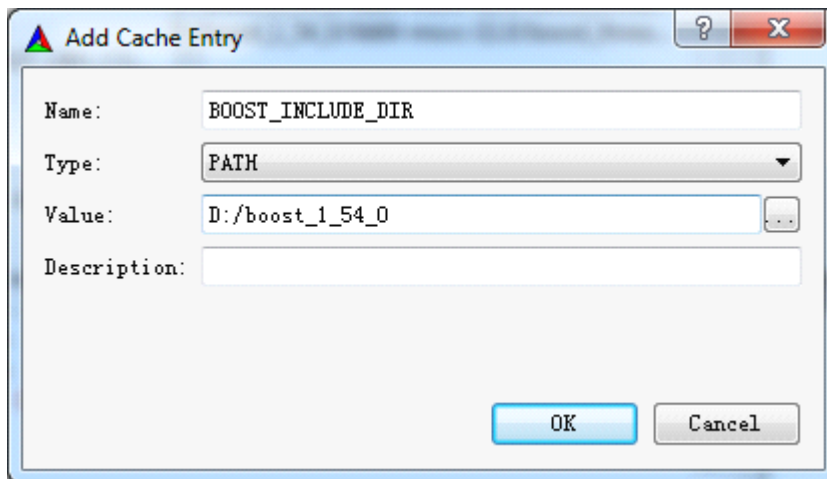 Add Cache Entry
Name: BOOST_INCLUDE_DIR
Type: PATH
Value: D:/boost_1_54_0 ...
Description:
OK Cancel